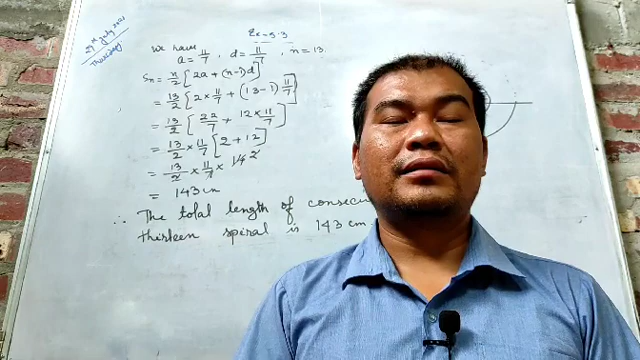 29th July 2021
Thursday
Ex-5.3
We have
a = 11/7, d = 11/7, n = 13.
Sn = n/2 [2a + (n-1)d]
= 13/2 [2 × 11/7 + (13-1) 11/7]
= 13/2 [22/7 + 12 × 11/7]
= 13/2 × 11/7 [2 + 12]
= 13/2 × 11/7 × 14 2
= 143 cm
∴ The total length of consecu
thirteen spiral is 143 cm